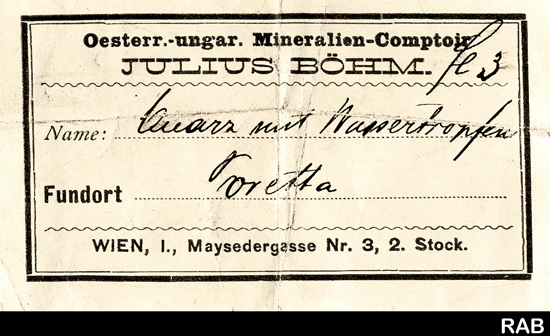 Oesterr.-ungar. Mineralien-Comptoir
JULIUS BÖHM. fl 3
Name: Quarz mit Wassertropfen
Fundort Poretta
WIEN, I., Maysedergasse Nr. 3, 2. Stock.
RAB